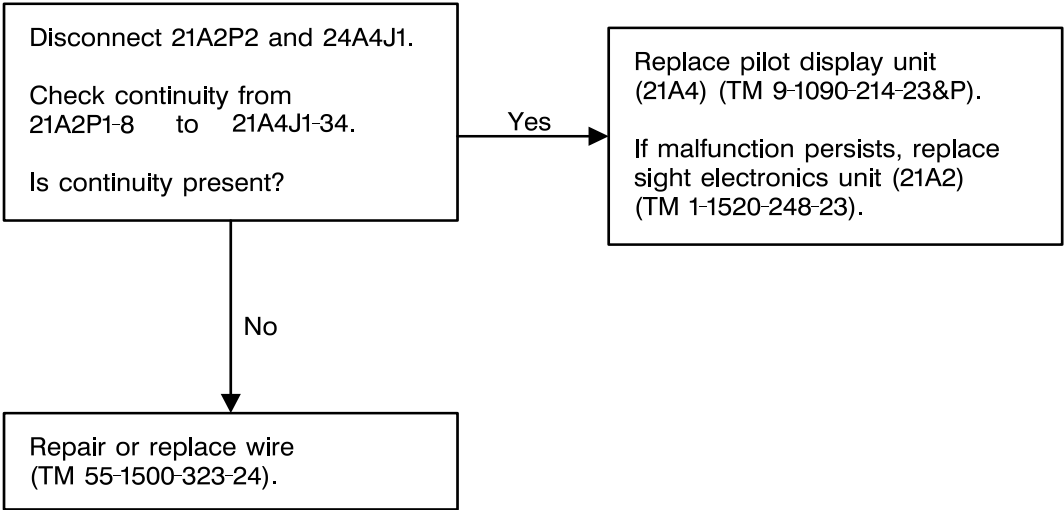 Disconnect 21A2P2 and 24A4J1.
Check continuity from
21A2P1-8 to 21A4J1-34.
Is continuity present?
Yes
Replace pilot display unit
(21A4) (TM 9-1090-214-23&P).
If malfunction persists, replace
sight electronics unit (21A2)
(TM 1-1520-248-23).
No
Repair or replace wire
(TM 55-1500-323-24).